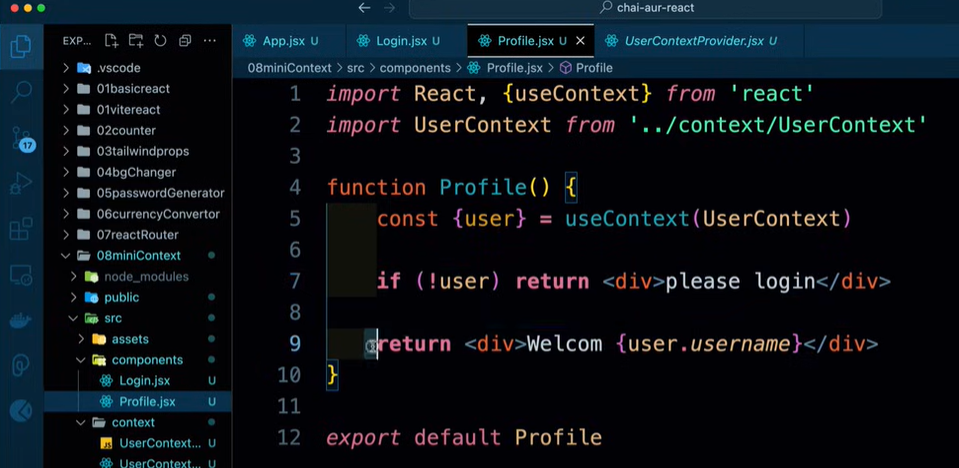 chai-aur-react
EXP...
App.jsx U
Login.jsx U
Profile.jsx U
UserContextProvider.jsx U
08miniContext > src > components > Profile.jsx > Profile
.vscode
01basicreact
01vitereact
02counter
03tailwindprops
04bgChanger
05passwordGenerator
06currencyConvertor
07reactRouter
08miniContext
node_modules
public
src
assets
components
Login.jsx U
Profile.jsx U
context
UserContext... U
UserContext... U
17
1 import React, {useContext} from 'react'
2 import UserContext from '../context/UserContext'
3
4 function Profile() {
5 const {user} = useContext(UserContext)
6
7 if (!user) return <div>please login</div>
8
9 return <div>Welcom {user.username}</div>
10 }
11
12 export default Profile